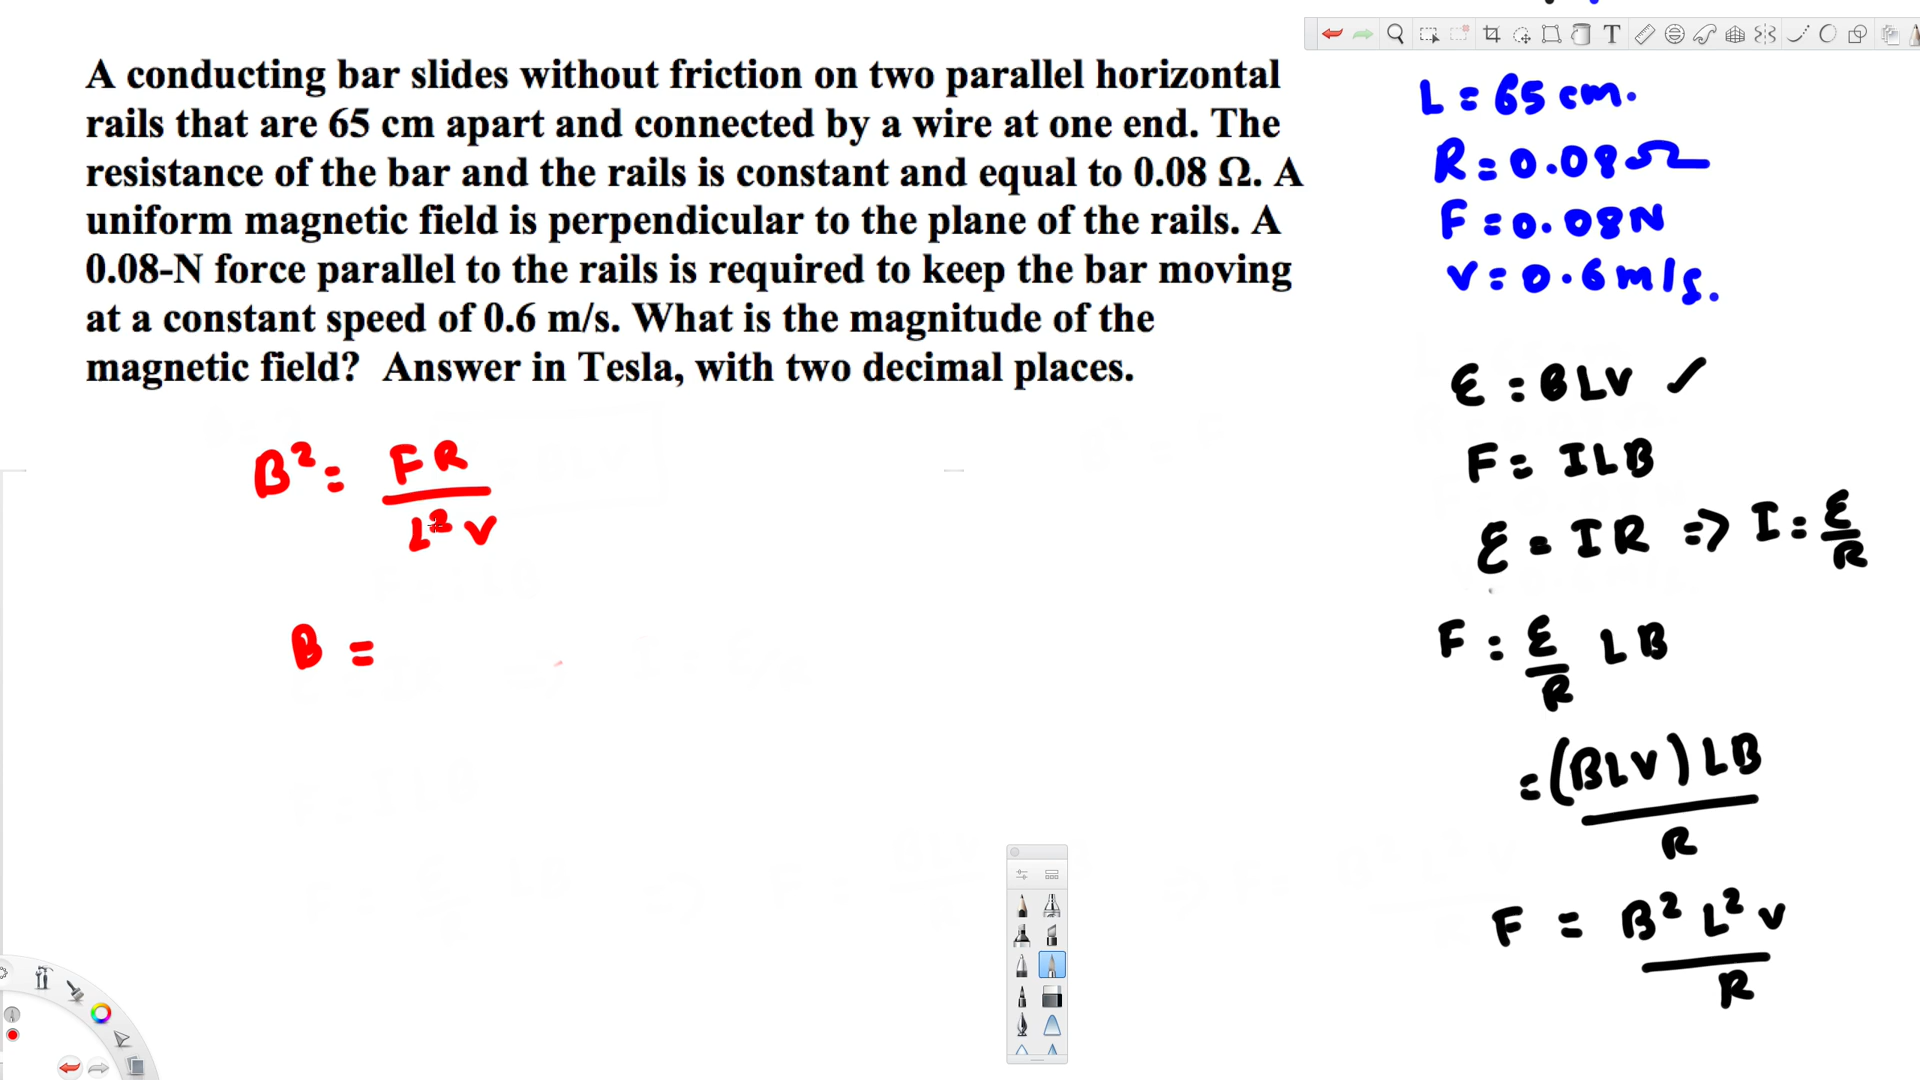 A conducting bar slides without friction on two parallel horizontal
rails that are 65 cm apart and connected by a wire at one end. The
resistance of the bar and the rails is constant and equal to 0.08 Ω. A
uniform magnetic field is perpendicular to the plane of the rails. A
0.08-N force parallel to the rails is required to keep the bar moving
at a constant speed of 0.6 m/s. What is the magnitude of the
magnetic field? Answer in Tesla, with two decimal places.
B² = FR
L² V
B =
L = 65 cm.
R = 0.08 Ω
F = 0.08 N
V = 0.6 m/s.
ε = BLV ✓
F = ILB
ε = IR => I = ε/R
F = ε/R LB
= (BLV) LB
R
F = B² L² V
R